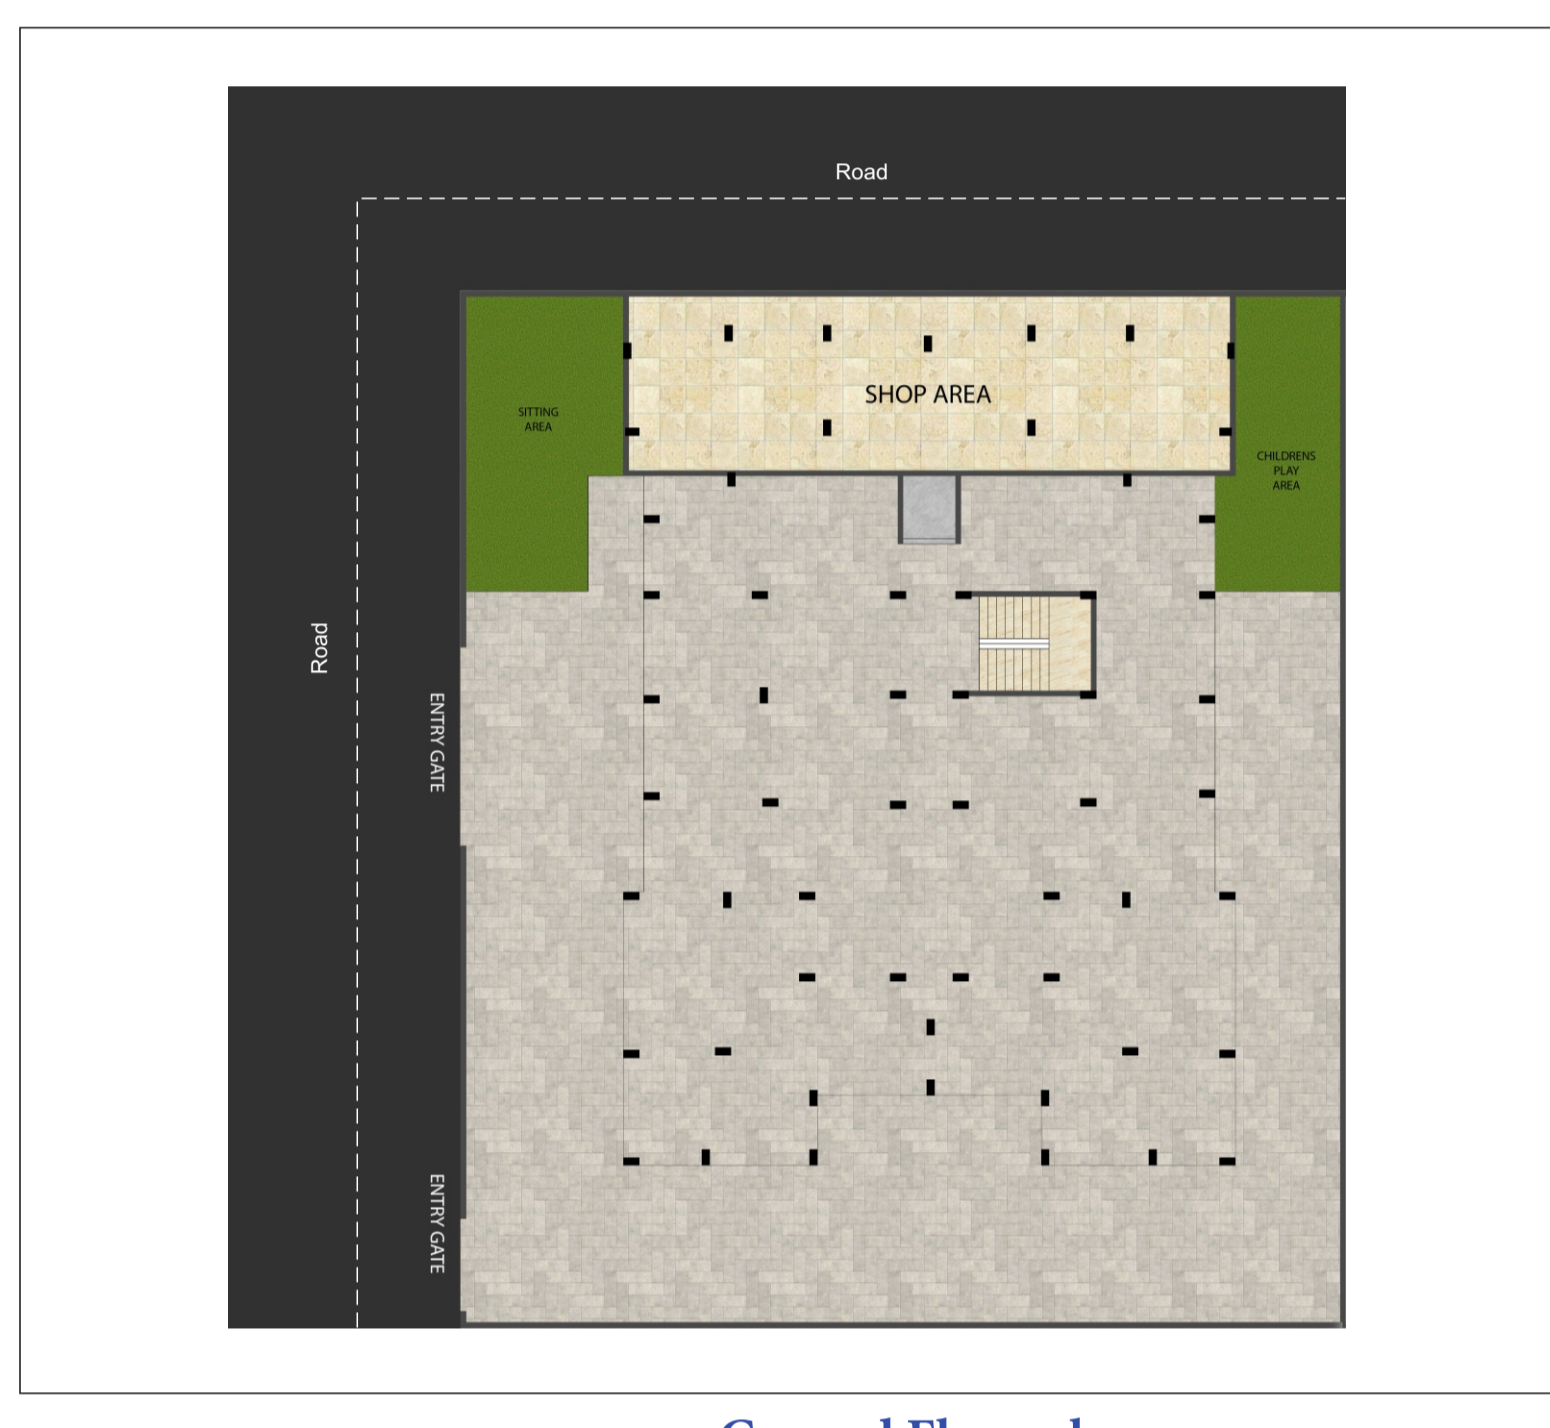 Road
SHOP AREA
SITTING
AREA
CHILDRENS
PLAY
AREA
Road
ENTRY GATE
ENTRY GATE